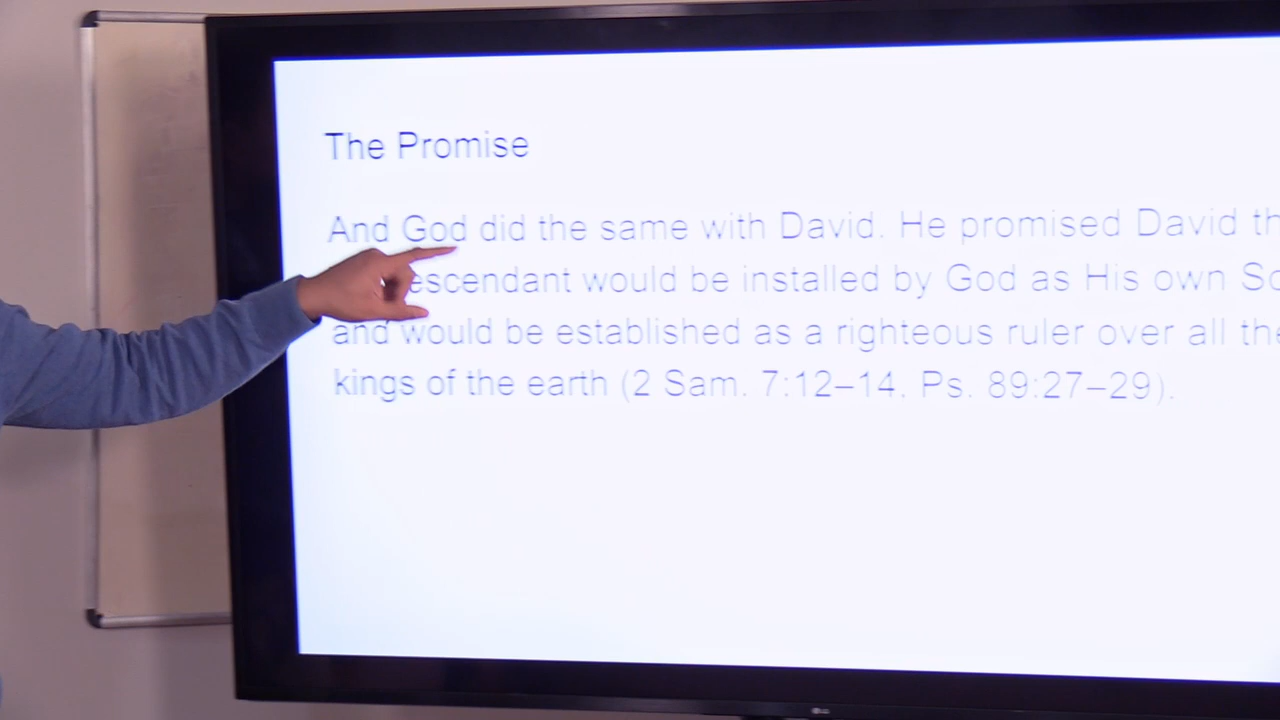 The Promise
And God did the same with David. He promised David th
escendant would be installed by God as His own So
and would be established as a righteous ruler over all the
kings of the earth (2 Sam. 7:12–14. Ps. 89:27–29).
LG